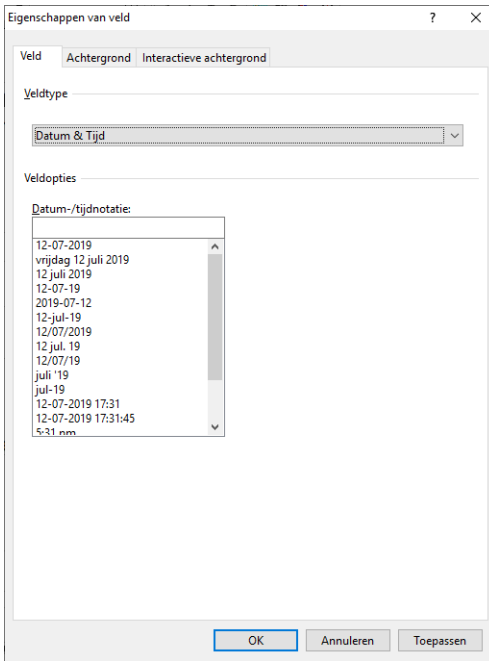 Eigenschappen van veld ? ×
Veld Achtergrond Interactieve achtergrond
Veldtype
Datum & Tijd
Veldopties
Datum-/tijdnotatie:
12-07-2019
vrijdag 12 juli 2019
12 juli 2019
12-07-19
2019-07-12
12-jul-19
12/07/2019
12 jul. 19
12/07/19
juli '19
jul-19
12-07-2019 17:31
12-07-2019 17:31:45
5:31 pm
OK Annuleren Toepassen